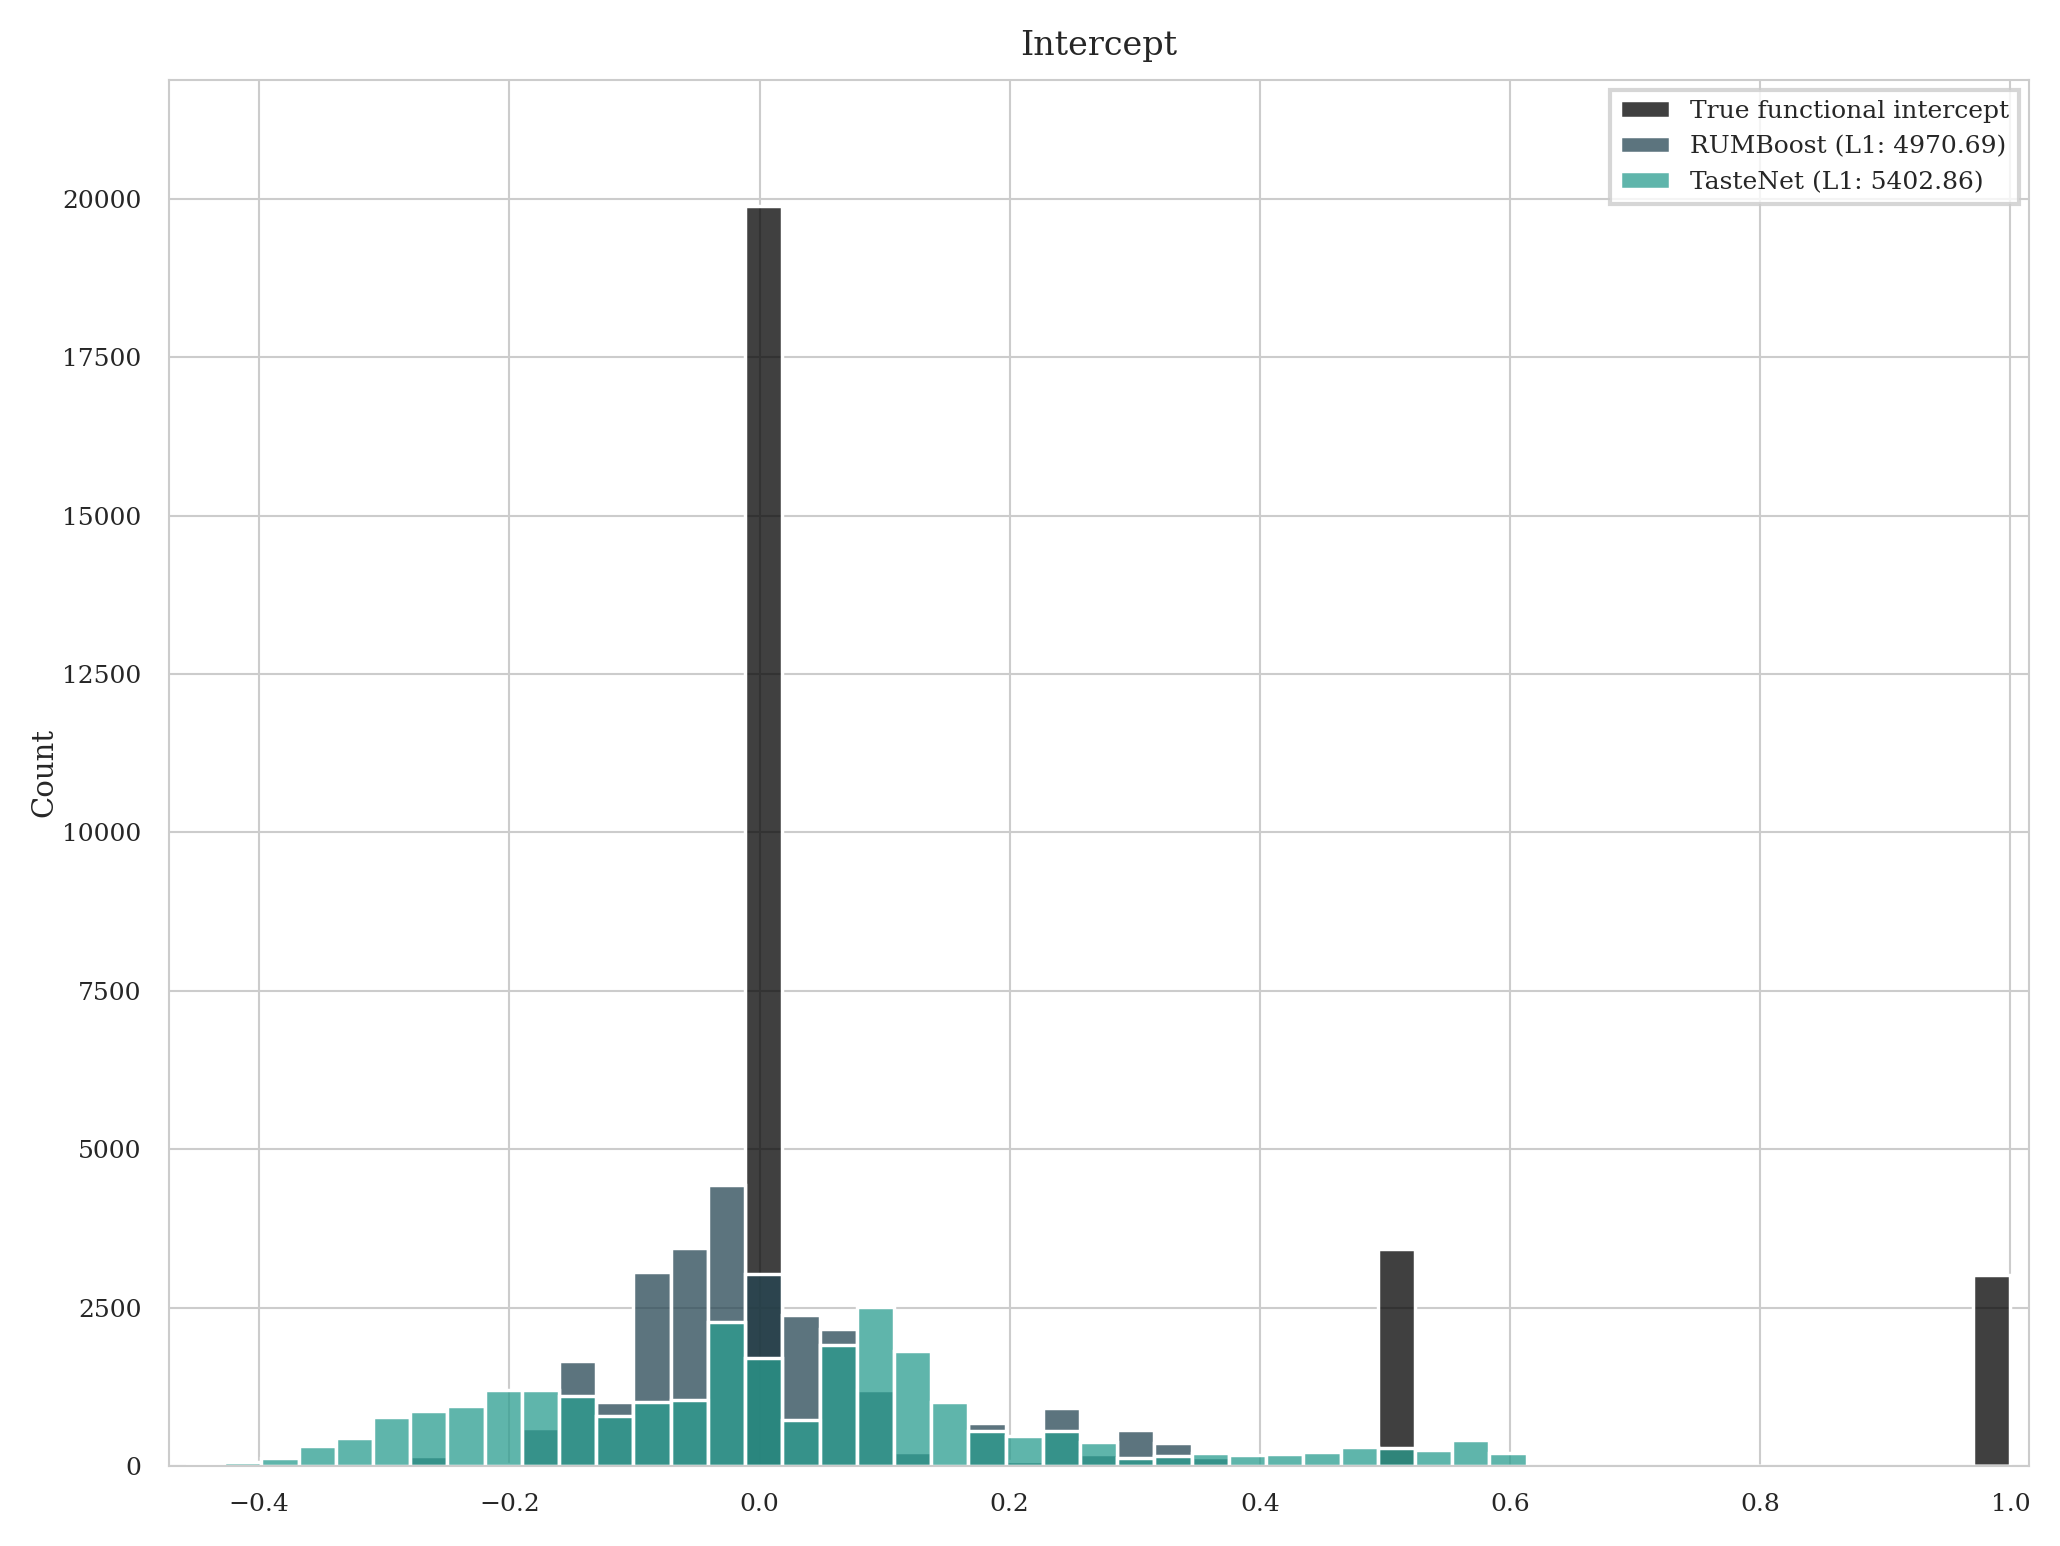 Intercept
True functional intercept
RUMBoost (L1: 4970.69)
TasteNet (L1: 5402.86)
20000
17500
15000
12500
10000
7500
5000
2500
0
Count
−0.4 −0.2 0.0 0.2 0.4 0.6 0.8 1.0